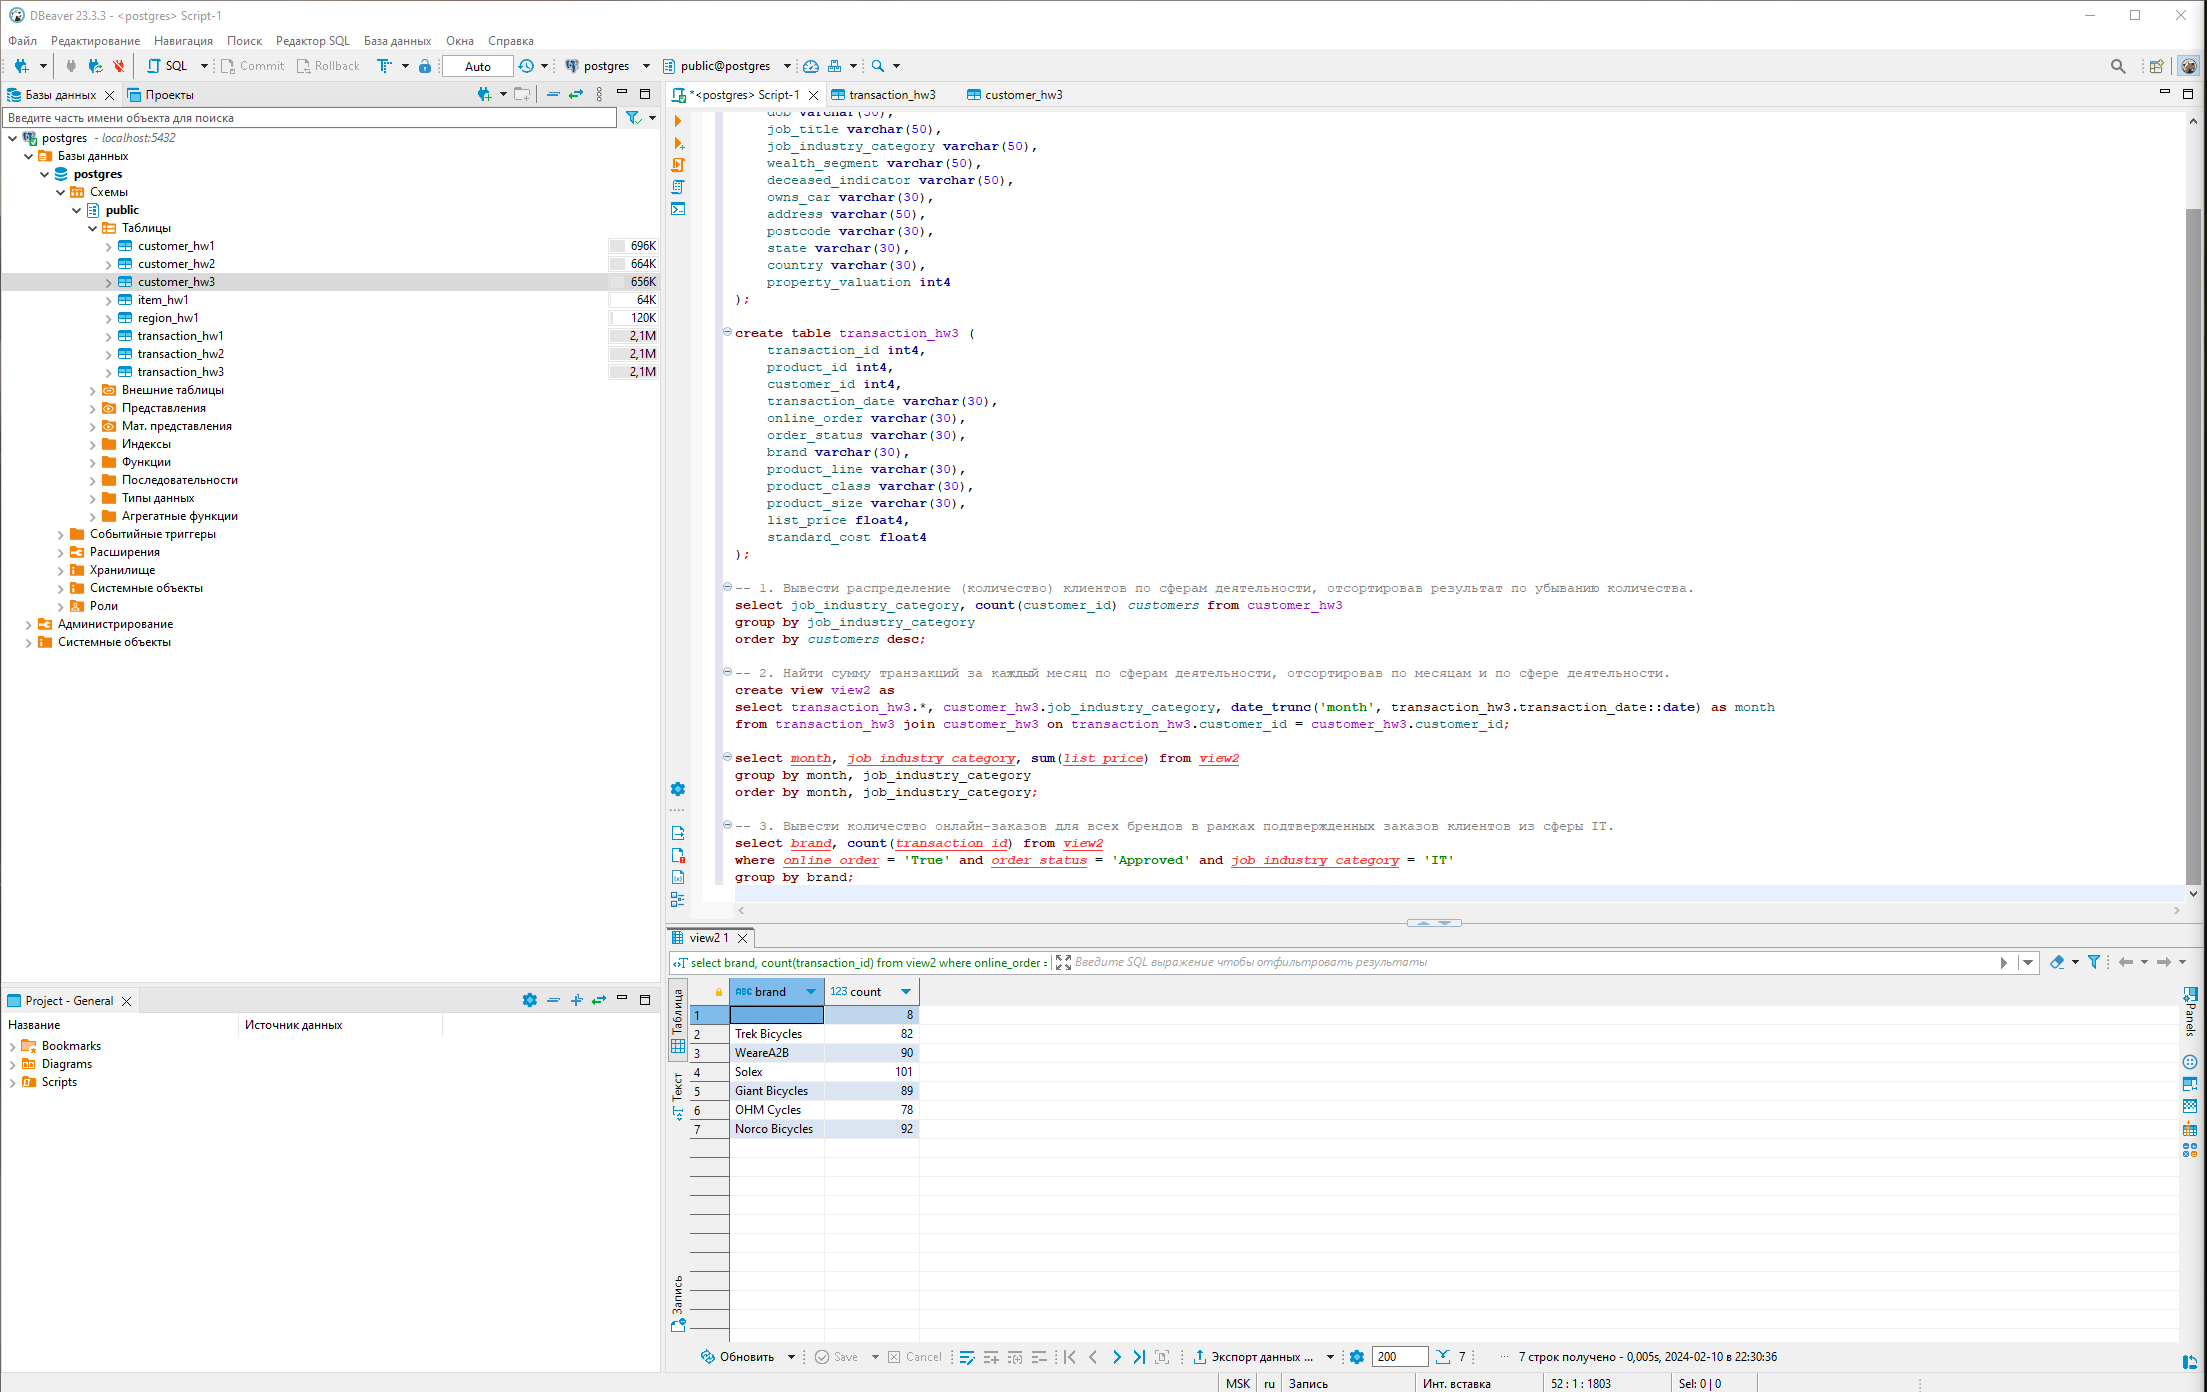 DBeaver 23.3.3 - <postgres> Script-1
Файл Редактирование Навигация Поиск Редактор SQL База данных Окна Справка
SQL Commit Rollback Auto postgres public@postgres
Базы данных Проекты
Введите часть имени объекта для поиска
postgres - localhost:5432
Базы данных
postgres
Схемы
public
Таблицы
customer_hw1 696K
customer_hw2 664K
customer_hw3 656K
item_hw1 64K
region_hw1 120K
transaction_hw1 2,1M
transaction_hw2 2,1M
transaction_hw3 2,1M
Внешние таблицы
Представления
Мат. представления
Индексы
Функции
Последовательности
Типы данных
Агрегатные функции
Событийные триггеры
Расширения
Хранилище
Системные объекты
Роли
Администрирование
Системные объекты
Project - General
Название Источник данных
Bookmarks
Diagrams
Scripts
*<postgres> Script-1 transaction_hw3 customer_hw3
dob varchar(50),
job_title varchar(50),
job_industry_category varchar(50),
wealth_segment varchar(50),
deceased_indicator varchar(50),
owns_car varchar(30),
address varchar(50),
postcode varchar(30),
state varchar(30),
country varchar(30),
property_valuation int4
);
create table transaction_hw3 (
transaction_id int4,
product_id int4,
customer_id int4,
transaction_date varchar(30),
online_order varchar(30),
order_status varchar(30),
brand varchar(30),
product_line varchar(30),
product_class varchar(30),
product_size varchar(30),
list_price float4,
standard_cost float4
);
-- 1. Вывести распределение (количество) клиентов по сферам деятельности, отсортировав результат по убыванию количества.
select job_industry_category, count(customer_id) customers from customer_hw3
group by job_industry_category
order by customers desc;
-- 2. Найти сумму транзакций за каждый месяц по сферам деятельности, отсортировав по месяцам и по сфере деятельности.
create view view2 as
select transaction_hw3.*, customer_hw3.job_industry_category, date_trunc('month', transaction_hw3.transaction_date::date) as month
from transaction_hw3 join customer_hw3 on transaction_hw3.customer_id = customer_hw3.customer_id;
select month, job_industry_category, sum(list_price) from view2
group by month, job_industry_category
order by month, job_industry_category;
-- 3. Вывести количество онлайн-заказов для всех брендов в рамках подтвержденных заказов клиентов из сферы IT.
select brand, count(transaction_id) from view2
where online_order = 'True' and order_status = 'Approved' and job_industry_category = 'IT'
group by brand;
view2 1
select brand, count(transaction_id) from view2 where online_order = Введите SQL выражение чтобы отфильтровать результаты
Таблица
Текст
Запись
Panels
ABC brand 123 count
1 8
2 Trek Bicycles 82
3 WeareA2B 90
4 Solex 101
5 Giant Bicycles 89
6 OHM Cycles 78
7 Norco Bicycles 92
Обновить Save Cancel Экспорт данных ... 200 7 ··· 7 строк получено - 0,005s, 2024-02-10 в 22:30:36
MSK ru Запись Инт. вставка 52 : 1 : 1803 Sel: 0 | 0